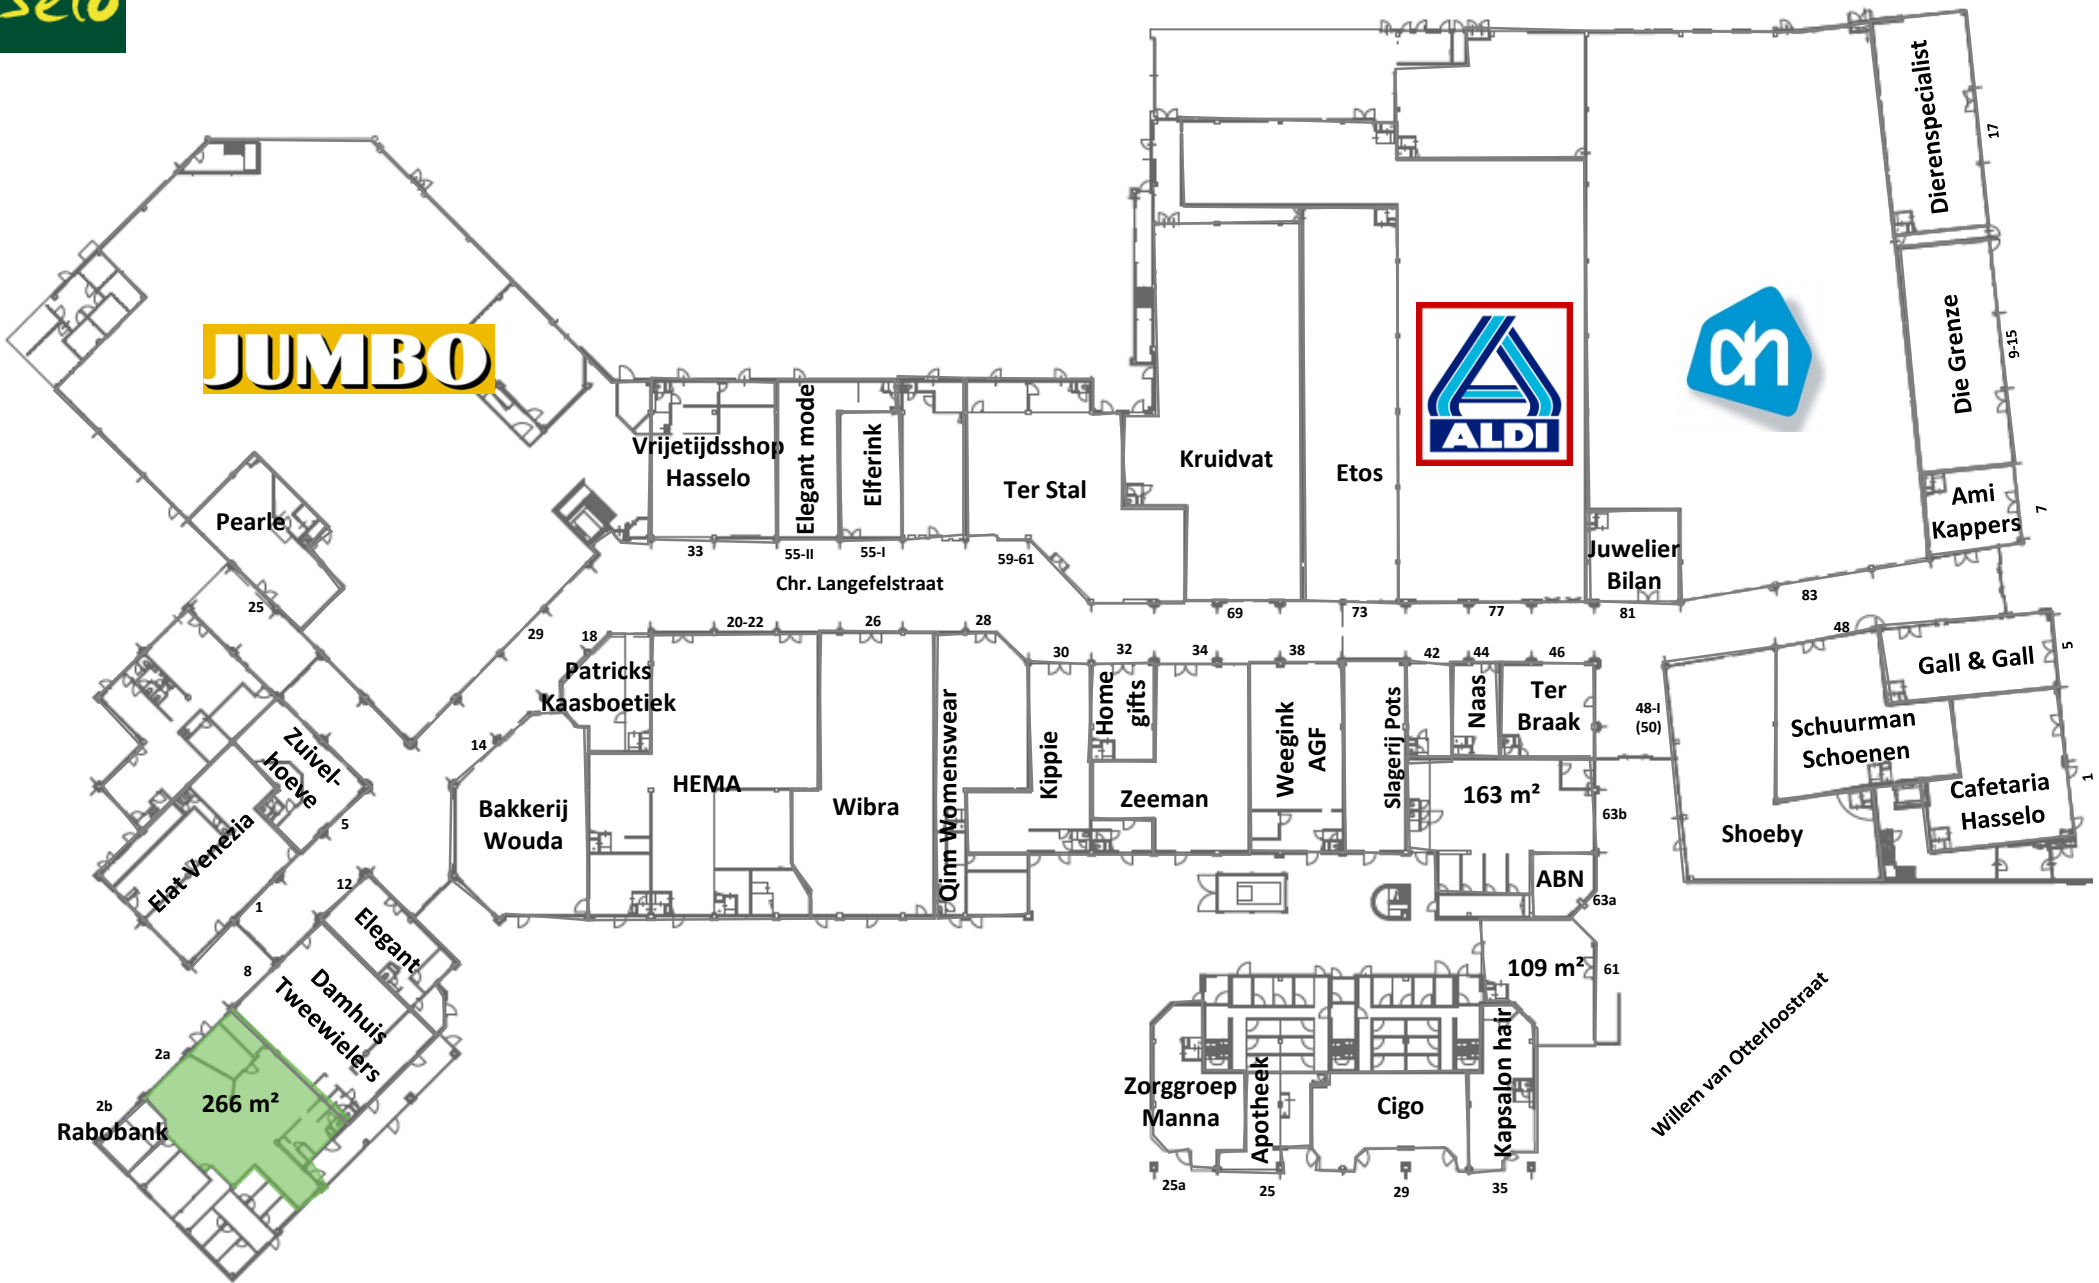 selo
JUMBO
Pearle
25
29
Vrijetijdsshop
Hasselo
33
Elegant mode
55-II
Elferink
55-I
Ter Stal
59-61
Chr. Langefelstraat
Kruidvat
69
Etos
73
ALDI
77
ah
Juwelier
Bilan
81
83
Dierenspecialist
17
Die Grenze
9-15
Ami
Kappers
7
Zuivel-
hoeve
5
Elat Venezia
1
12
Elegant
8
Damhuis
Tweewielers
2a
266 m²
2b
Rabobank
14
Bakkerij
Wouda
18
Patricks
Kaasboetiek
20-22
HEMA
26
Wibra
28
Qinn Womenswear
30
Kippie
32
Home
gifts
34
Zeeman
38
Weegink
AGF
Slagerij Pots
42
44
Naas
46
Ter
Braak
163 m²
63b
ABN
63a
109 m²
61
48-I
(50)
48
Gall & Gall
5
Schuurman
Schoenen
Cafetaria
Hasselo
1
Shoeby
Zorggroep
Manna
25a
Apotheek
25
Cigo
29
Kapsalon hair
35
Willem van Otterloostraat